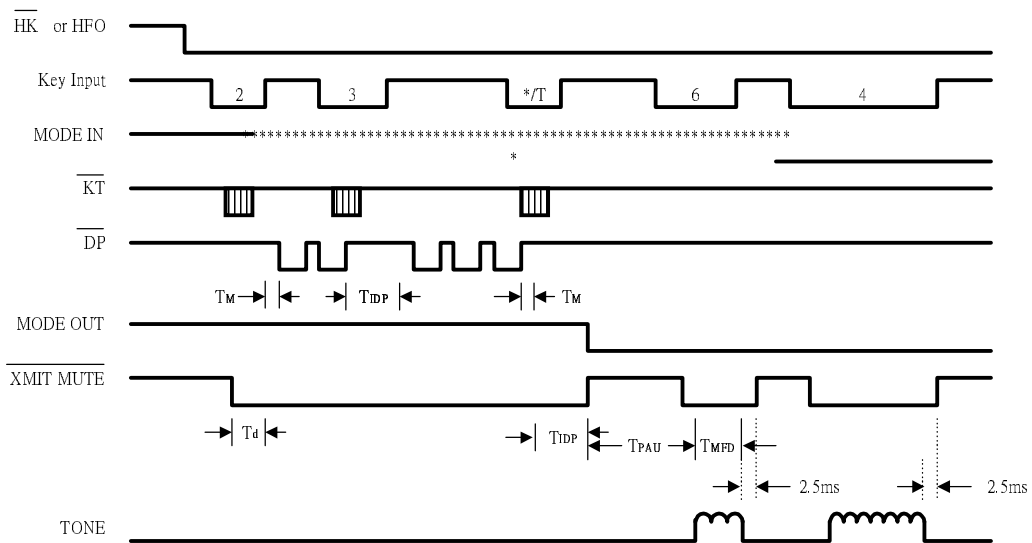 HK or HFO
Key Input
2 3 */T 6 4
MODE IN
*******************************************************************
*
KT
DP
TM TIDP TM
MODE OUT
XMIT MUTE
Td TIDP TPAU TMFD
2.5ms 2.5ms
TONE